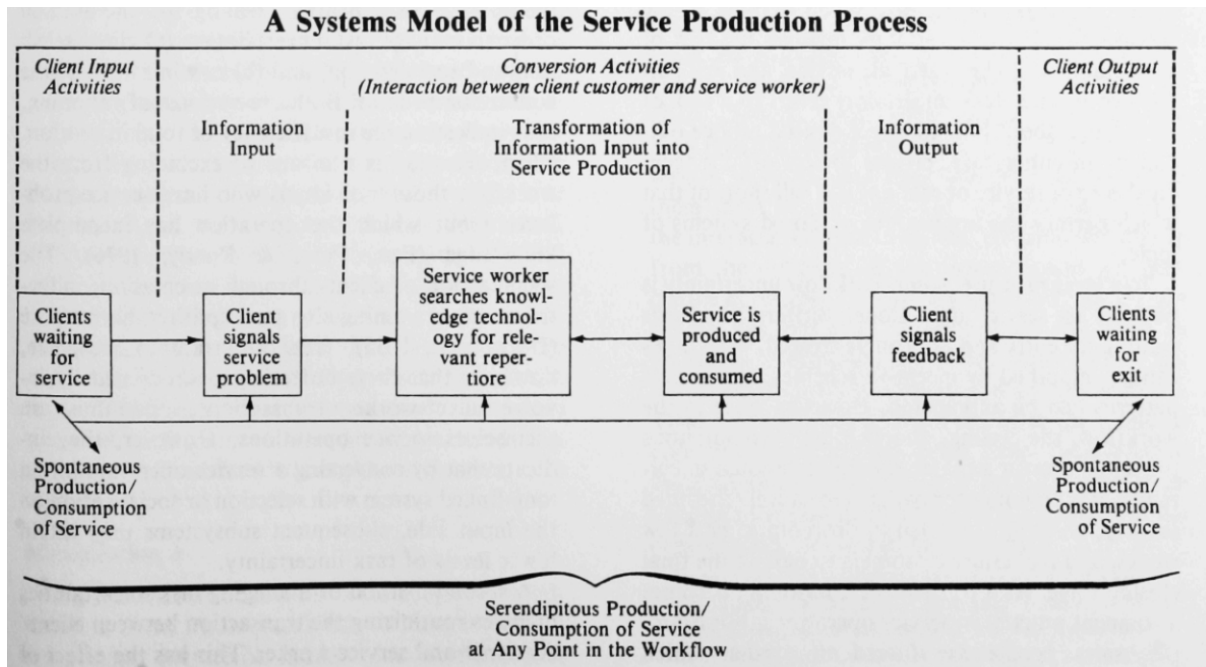 A Systems Model of the Service Production Process
Client Input
Activities
Conversion Activities
(Interaction between client customer and service worker)
Client Output
Activities
Information
Input
Transformation of
Information Input into
Service Production
Information
Output
Clients
waiting
for
service
Client
signals
service
problem
Service worker
searches knowl-
edge technol-
ogy for rele-
vant reper-
tiore
Service is
produced
and
consumed
Client
signals
feedback
Clients
waiting
for
exit
Spontaneous
Production/
Consumption
of Service
Spontaneous
Production/
Consumption
of Service
Serendipitous Production/
Consumption of Service
at Any Point in the Workflow